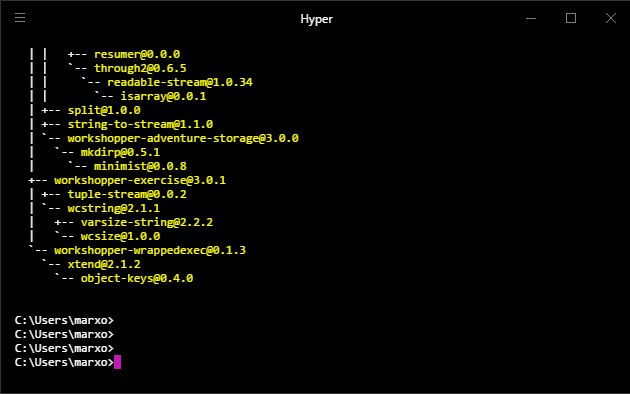 Hyper
| |   +-- resumer@0.0.0
| |   `-- through2@0.6.5
| |     `-- readable-stream@1.0.34
| |       `-- isarray@0.0.1
| +-- split@1.0.0
| +-- string-to-stream@1.1.0
| `-- workshopper-adventure-storage@3.0.0
|   `-- mkdirp@0.5.1
|     `-- minimist@0.0.8
+-- workshopper-exercise@3.0.1
| +-- tuple-stream@0.0.2
| `-- wcstring@2.1.1
|   +-- varsize-string@2.2.2
|   `-- wcsize@1.0.0
`-- workshopper-wrappedexec@0.1.3
  `-- xtend@2.1.2
    `-- object-keys@0.4.0
C:\Users\marxo>
C:\Users\marxo>
C:\Users\marxo>
C:\Users\marxo>